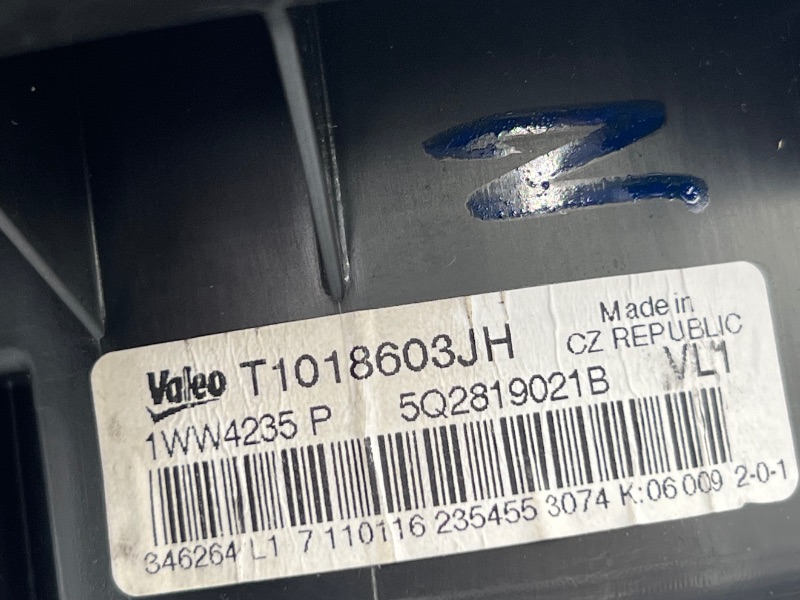 Z
Valeo T1018603JH
Made in
CZ REPUBLIC
1WW4235 P 5Q2819021B VL1
346264 L1 7 110116 235455 3074 K:06 009 2-0-1